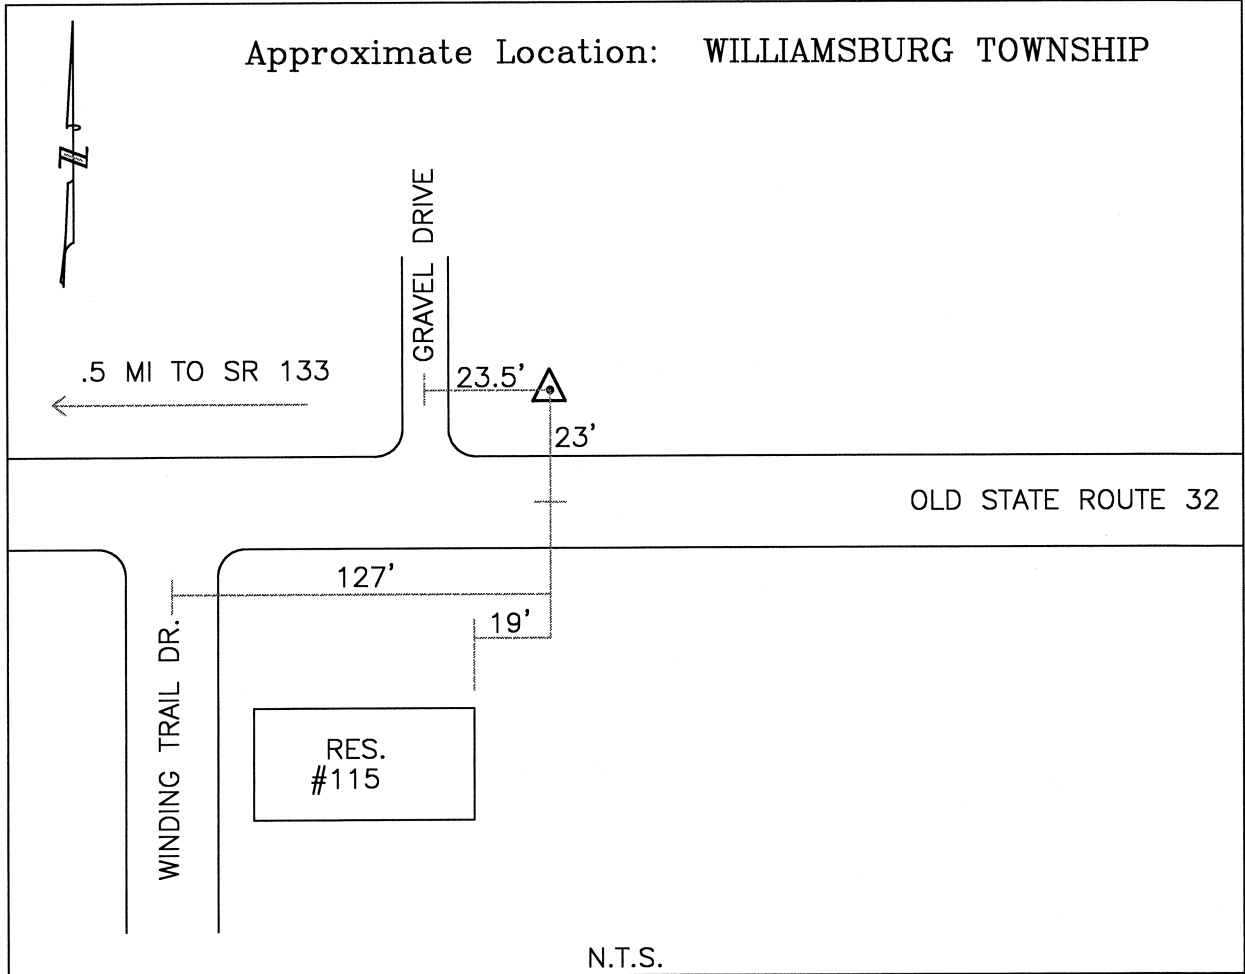 Approximate Location: WILLIAMSBURG TOWNSHIP
N
GRAVEL DRIVE
.5 MI TO SR 133
23.5'
23'
OLD STATE ROUTE 32
127'
19'
WINDING TRAIL DR.
RES.
#115
N.T.S.